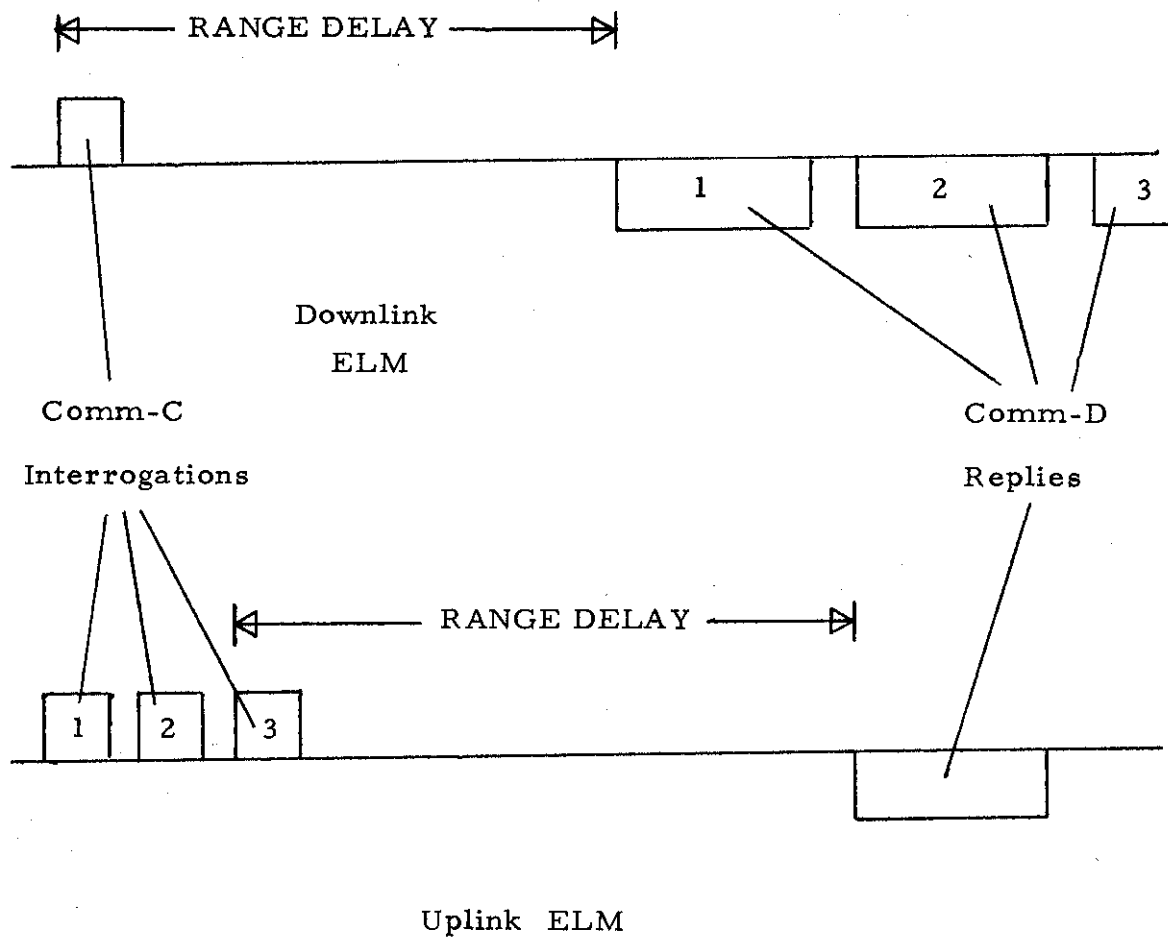 RANGE DELAY
1 2 3
Downlink
ELM
Comm-C
Interrogations
Comm-D
Replies
RANGE DELAY
1 2 3
Uplink ELM